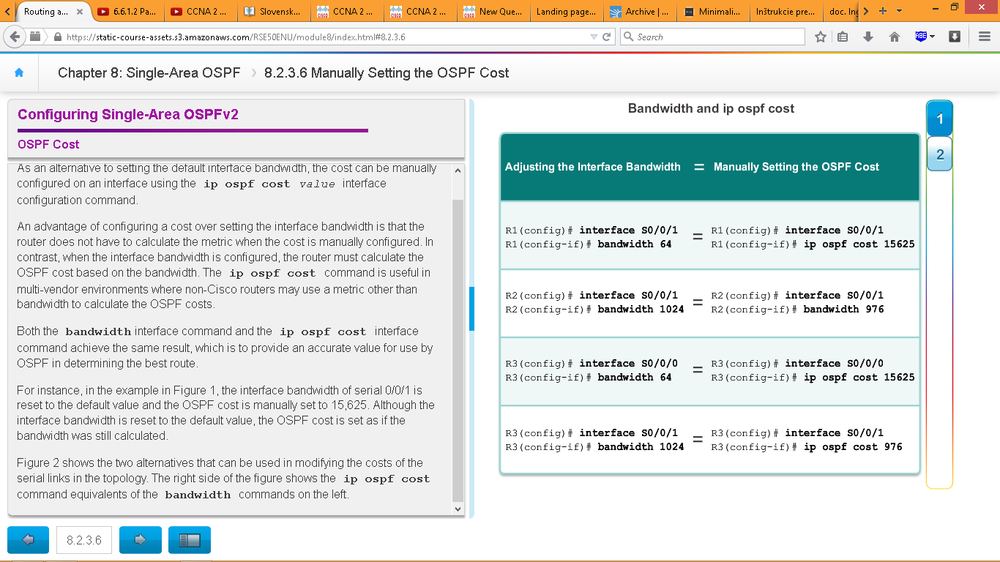 Routing a...
6.6.1.2 Pa...
CCNA 2 ...
Slovensk...
CCNA 2 ...
CCNA 2 ...
New Que...
Landing page...
Archive | ...
Minimali...
Inštrukcie pre...
doc. Ing
https://static-course-assets.s3.amazonaws.com/RSE50ENU/module8/index.html#8.2.3.6
Search
ABE
Chapter 8: Single-Area OSPF
8.2.3.6 Manually Setting the OSPF Cost
Configuring Single-Area OSPFv2
OSPF Cost
As an alternative to setting the default interface bandwidth, the cost can be manually
configured on an interface using the ip ospf cost value interface
configuration command.
An advantage of configuring a cost over setting the interface bandwidth is that the
router does not have to calculate the metric when the cost is manually configured. In
contrast, when the interface bandwidth is configured, the router must calculate the
OSPF cost based on the bandwidth. The ip ospf cost command is useful in
multi-vendor environments where non-Cisco routers may use a metric other than
bandwidth to calculate the OSPF costs.
Both the bandwidth interface command and the ip ospf cost interface
command achieve the same result, which is to provide an accurate value for use by
OSPF in determining the best route.
For instance, in the example in Figure 1, the interface bandwidth of serial 0/0/1 is
reset to the default value and the OSPF cost is manually set to 15,625. Although the
interface bandwidth is reset to the default value, the OSPF cost is set as if the
bandwidth was still calculated.
Figure 2 shows the two alternatives that can be used in modifying the costs of the
serial links in the topology. The right side of the figure shows the ip ospf cost
command equivalents of the bandwidth commands on the left.
8.2.3.6
Bandwidth and ip ospf cost
Adjusting the Interface Bandwidth = Manually Setting the OSPF Cost
R1(config)# interface S0/0/1
R1(config-if)# bandwidth 64
=
R1(config)# interface S0/0/1
R1(config-if)# ip ospf cost 15625
R2(config)# interface S0/0/1
R2(config-if)# bandwidth 1024
=
R2(config)# interface S0/0/1
R2(config-if)# bandwidth 976
R3(config)# interface S0/0/0
R3(config-if)# bandwidth 64
=
R3(config)# interface S0/0/0
R3(config-if)# ip ospf cost 15625
R3(config)# interface S0/0/1
R3(config-if)# bandwidth 1024
=
R3(config)# interface S0/0/1
R3(config-if)# ip ospf cost 976
1
2